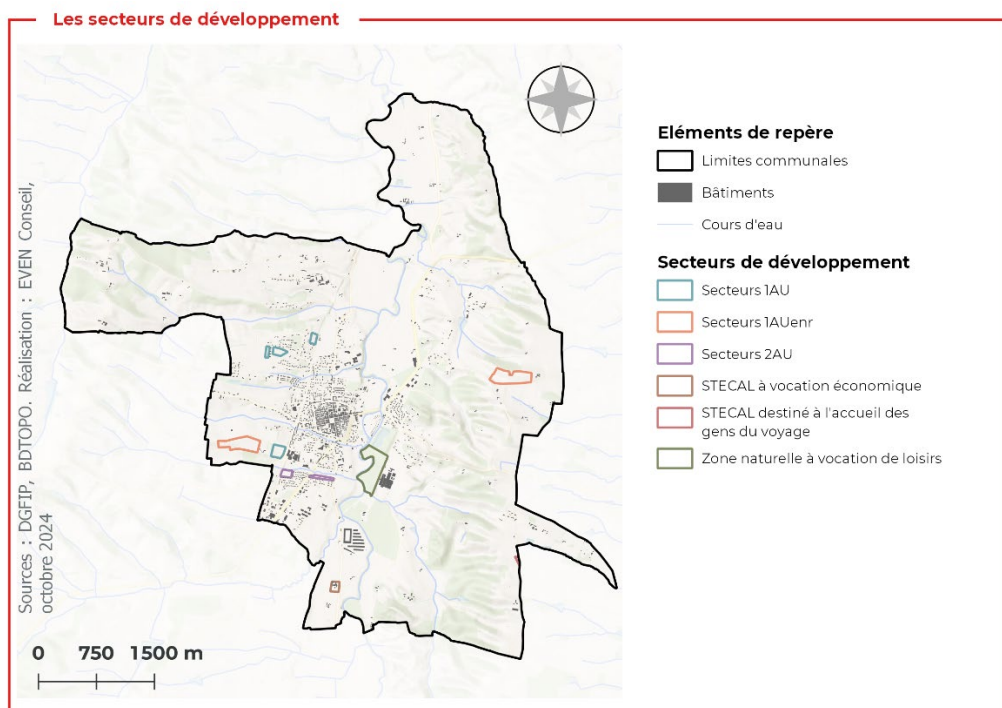 Les secteurs de développement
Sources : DGFIP, BDTOPO. Réalisation : EVEN Conseil,
octobre 2024
0 750 1500 m
Eléments de repère
Limites communales
Bâtiments
Cours d'eau
Secteurs de développement
Secteurs 1AU
Secteurs 1AUenr
Secteurs 2AU
STECAL à vocation économique
STECAL destiné à l'accueil des
gens du voyage
Zone naturelle à vocation de loisirs